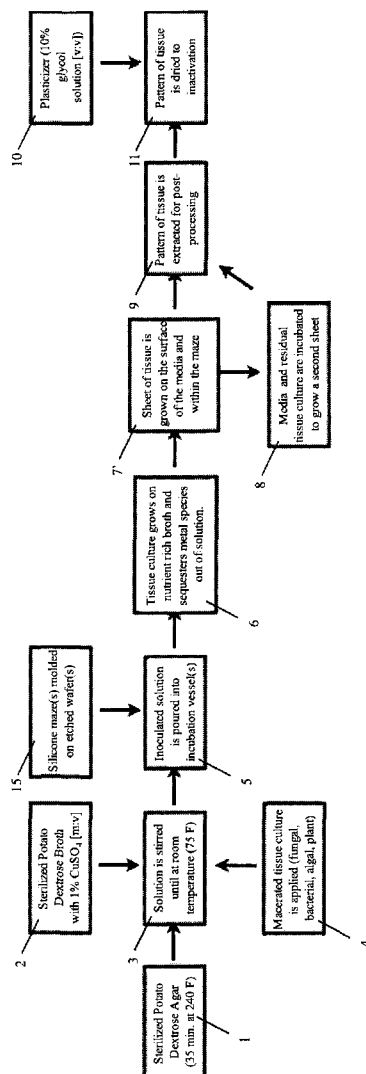 1
Sterilized Potato
Dextrose Agar
(35 min. at 240 F)
2
Sterilized Potato
Dextrose Broth
with 1% CuSO4 [m:v]
3
Solution is stirred
until at room
temperature (75 F)
4
Macerated tissue culture
is applied (fungal,
bacterial, algal, plant)
15
Silicone maze(s) molded
on etched wafer(s)
5
Inoculated solution
is poured into
incubation vessel(s)
6
Tissue culture grows on
nutrient rich broth and
sequesters metal species
out of solution.
7'
Sheet of tissue is
grown on the surface
of the media and
within the maze
8
Media and residual
tissue culture are incubated
to grow a second sheet
9
Pattern of tissue is
extracted for post-
processing
10
Plasticizer (10%
glycol
solution [v:v])
11
Pattern of tissue
is dried to
inactivation